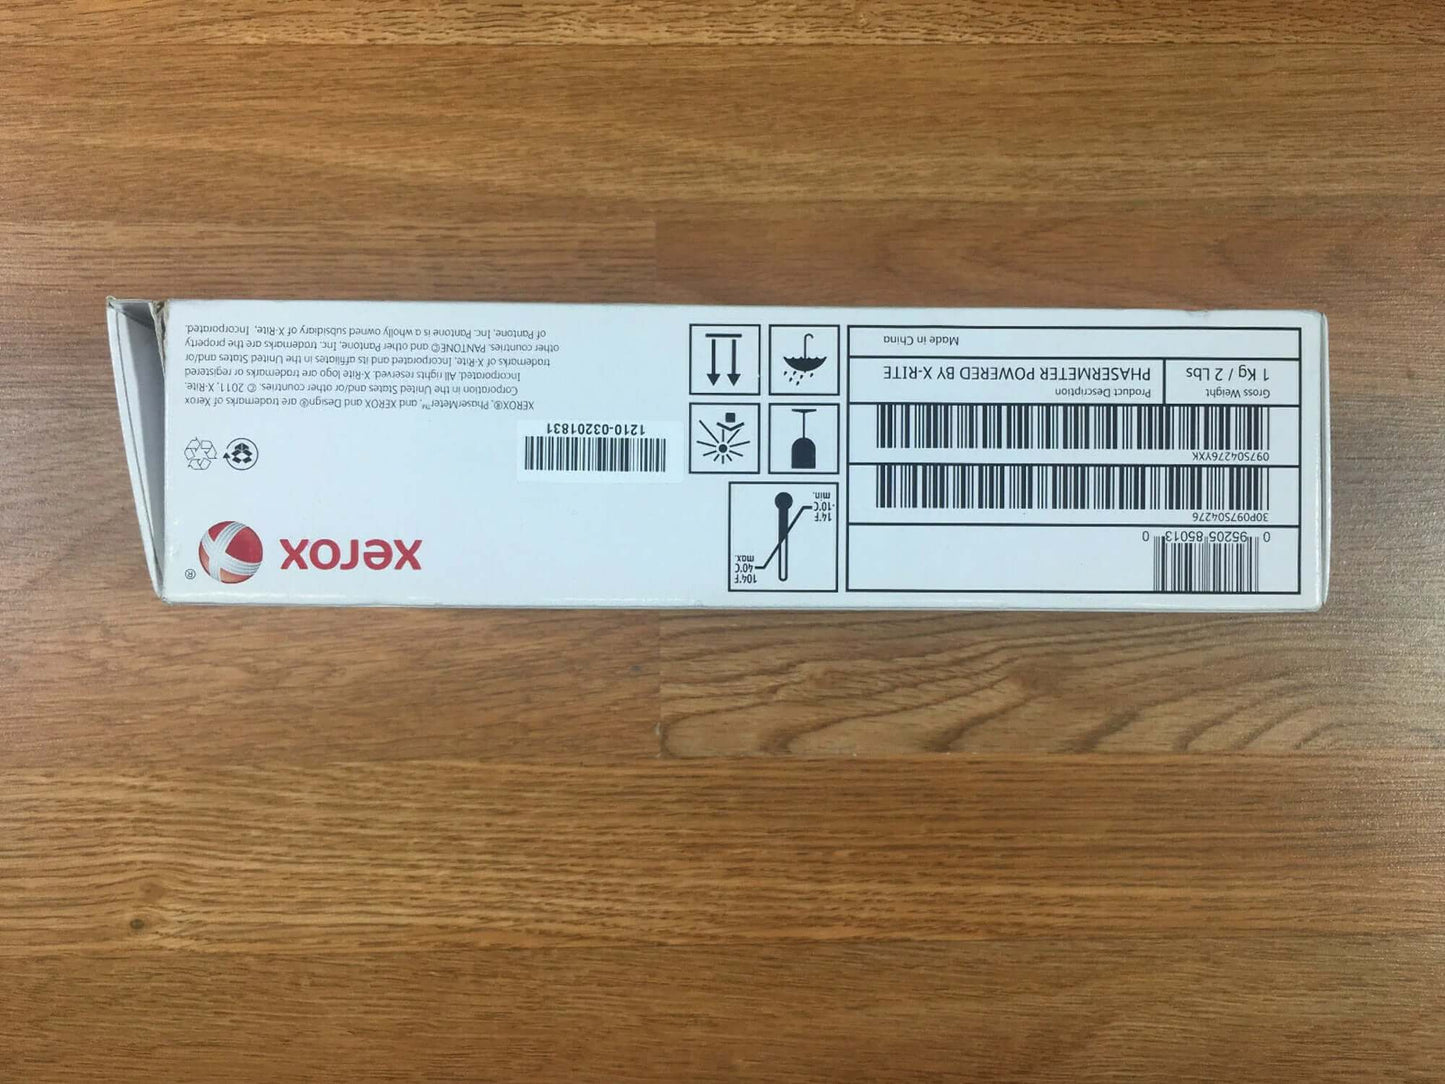 0 95205 85013 0
30P097S04276
097S04276YXK
Gross Weight
1 Kg / 2 Lbs
Product Description
PHASERMETER POWERED BY X-RITE
Made in China
104°F
40°C
max.
14°F
-10°C
min.
xerox
®
1210-03201831
XEROX®, PhaserMeter™, and XEROX and Design® are trademarks of Xerox
Corporation in the United States and/or other countries. © 2011, X-Rite.
Incorporated. All rights reserved. X-Rite logo are trademarks or registered
trademarks of X-Rite, Incorporated and its affiliates in the United States and/or
other countries. PANTONE© and other Pantone, Inc. trademarks are the property
of Pantone, Inc. Pantone is a wholly owned subsidiary of X-Rite, Incorporated.